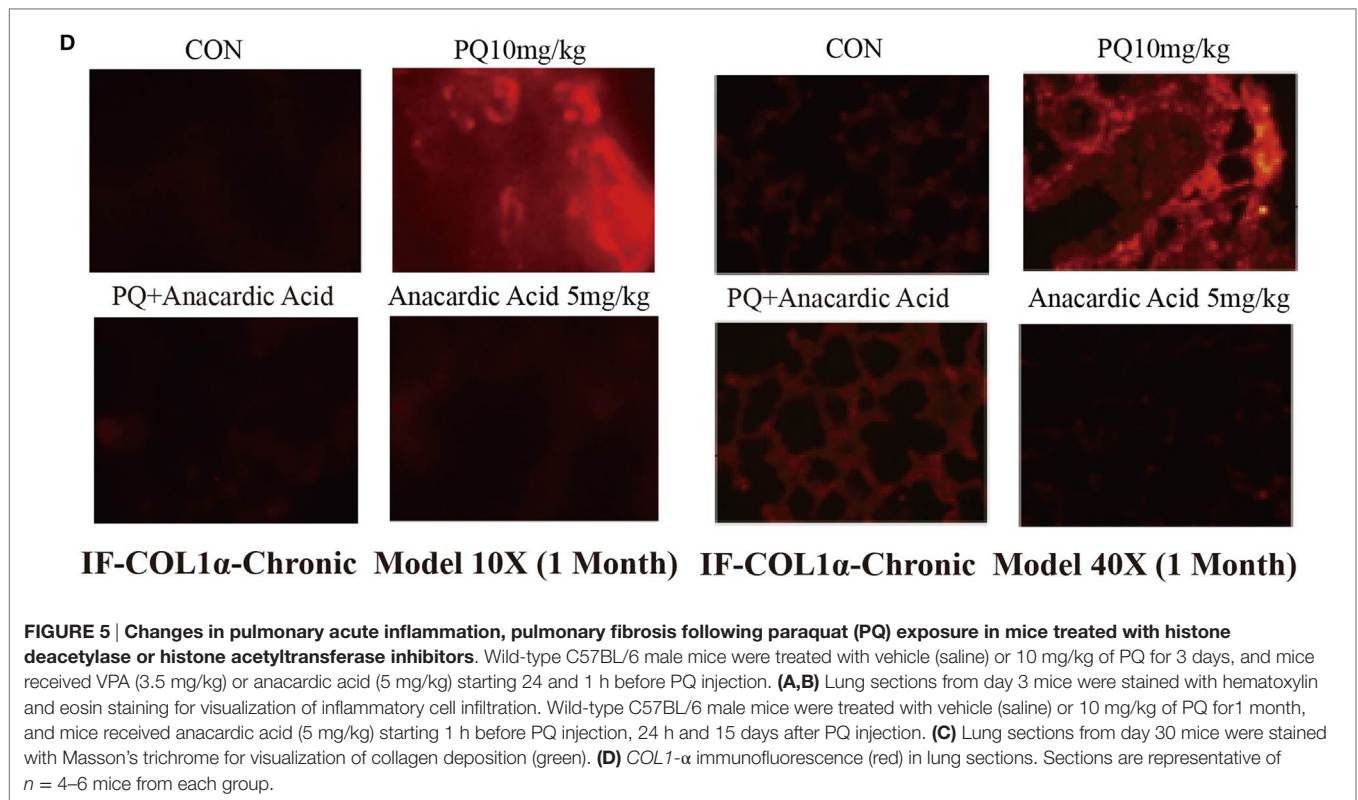 D
CON PQ10mg/kg CON PQ10mg/kg
PQ+Anacardic Acid Anacardic Acid 5mg/kg PQ+Anacardic Acid Anacardic Acid 5mg/kg
IF-COL1α-Chronic Model 10X (1 Month) IF-COL1α-Chronic Model 40X (1 Month)
FIGURE 5 | Changes in pulmonary acute inflammation, pulmonary fibrosis following paraquat (PQ) exposure in mice treated with histone
deacetylase or histone acetyltransferase inhibitors. Wild-type C57BL/6 male mice were treated with vehicle (saline) or 10 mg/kg of PQ for 3 days, and mice
received VPA (3.5 mg/kg) or anacardic acid (5 mg/kg) starting 24 and 1 h before PQ injection. (A,B) Lung sections from day 3 mice were stained with hematoxylin
and eosin staining for visualization of inflammatory cell infiltration. Wild-type C57BL/6 male mice were treated with vehicle (saline) or 10 mg/kg of PQ for1 month,
and mice received anacardic acid (5 mg/kg) starting 1 h before PQ injection, 24 h and 15 days after PQ injection. (C) Lung sections from day 30 mice were stained
with Masson's trichrome for visualization of collagen deposition (green). (D) COL1-α immunofluorescence (red) in lung sections. Sections are representative of
n = 4–6 mice from each group.